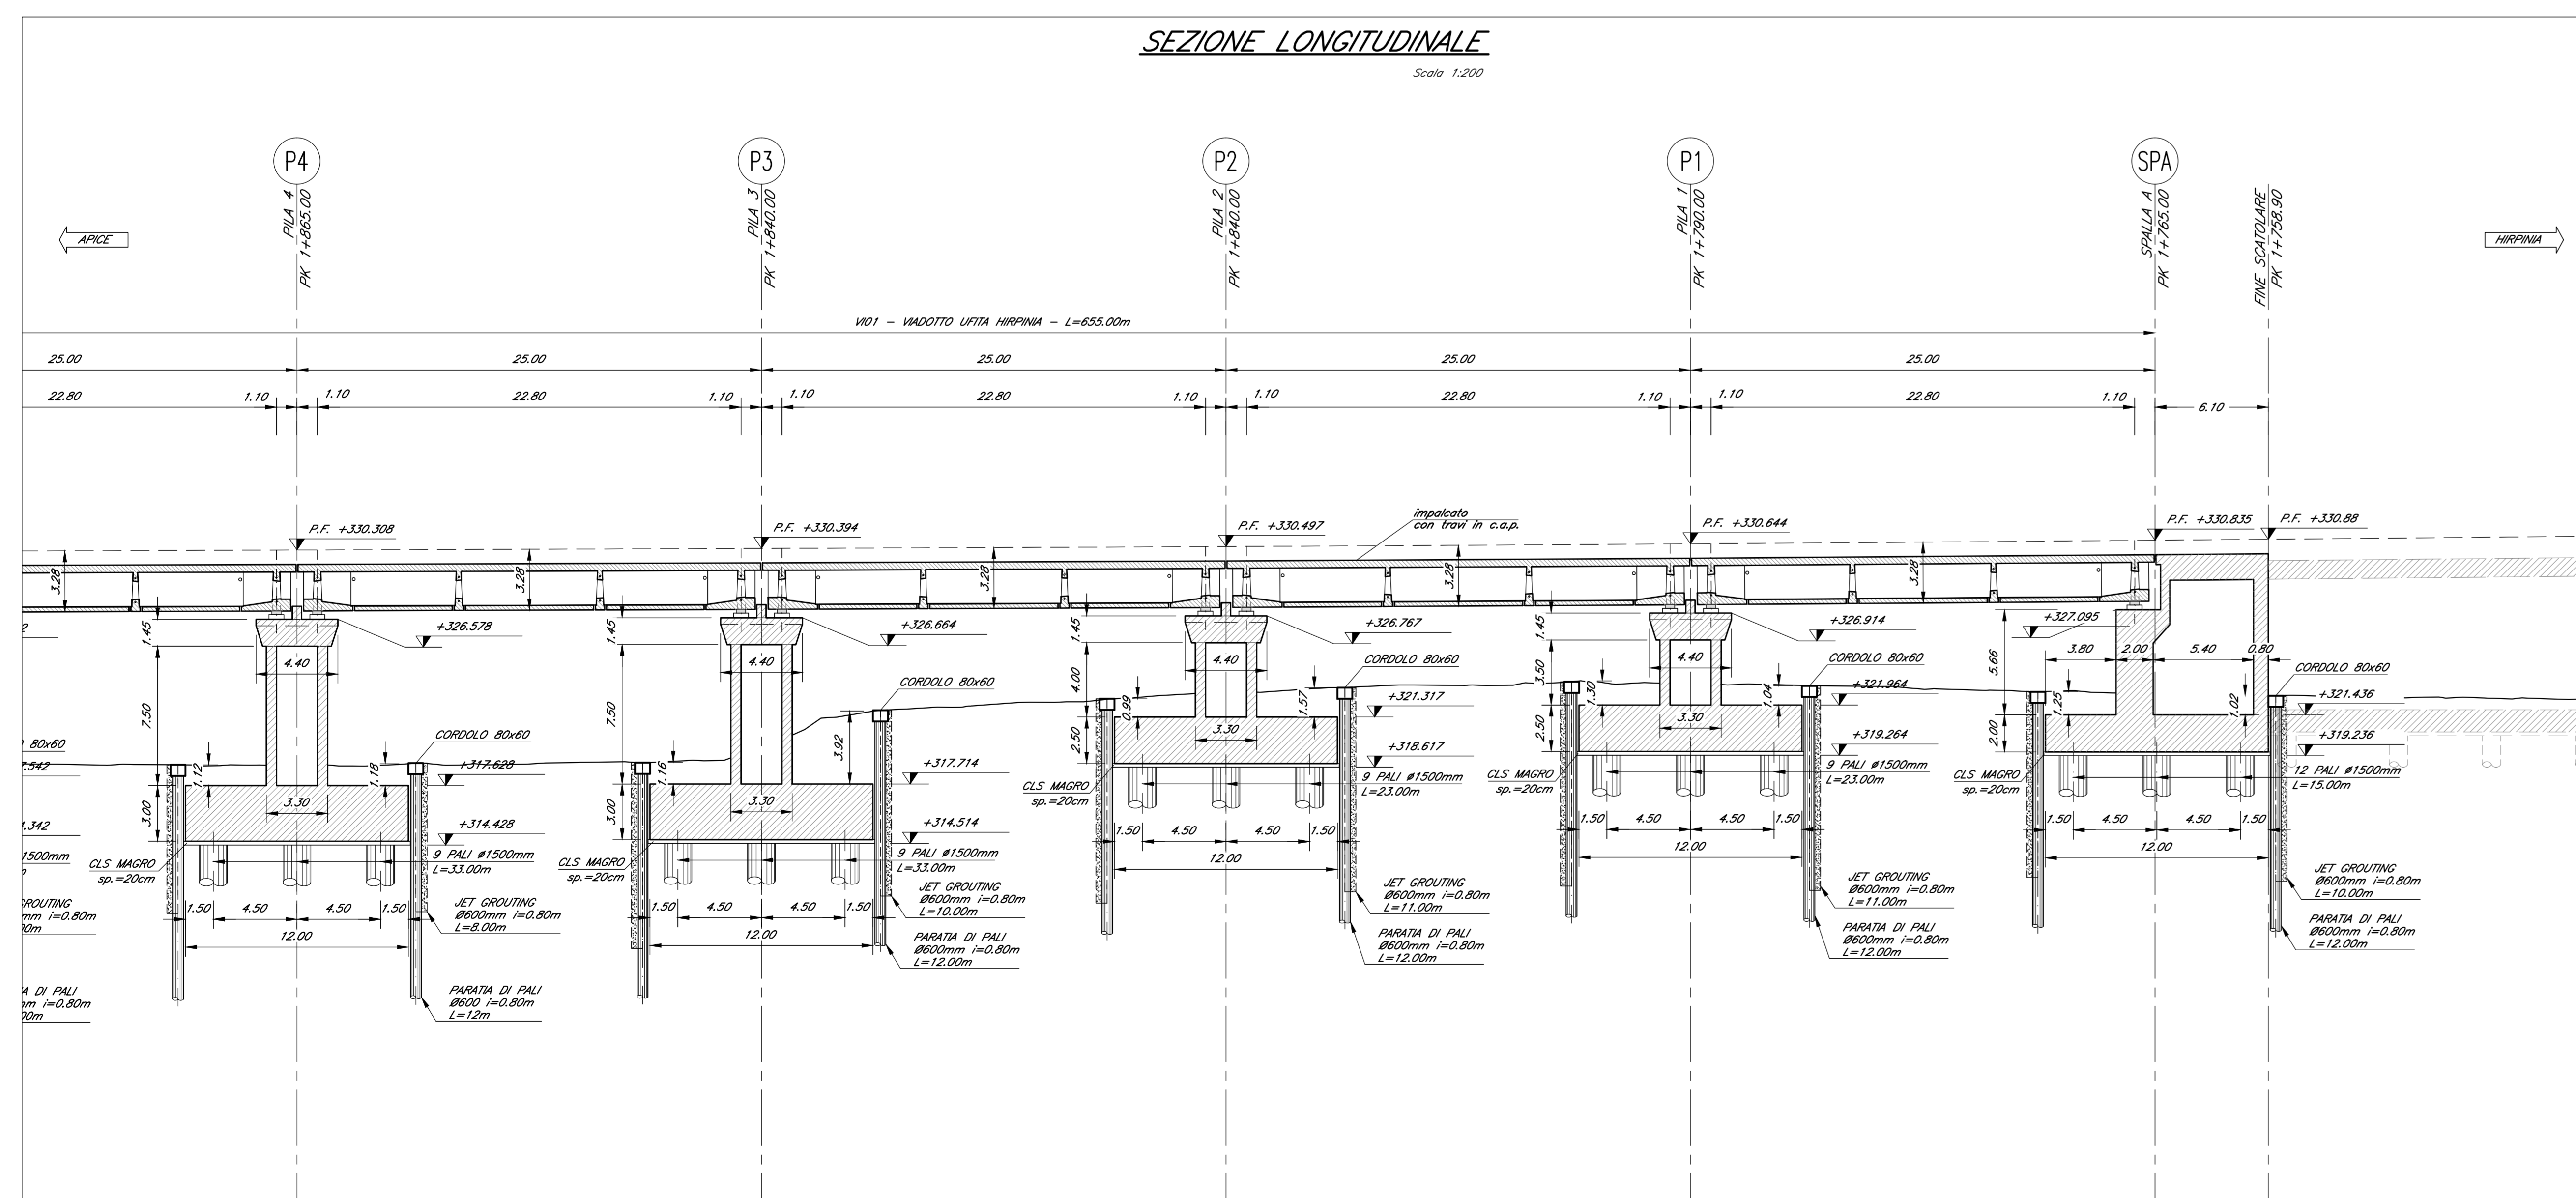 SEZIONE LONGITUDINALE
Scala 1:200
P4
P3
P2
P1
SPA
PILA 4
PK 1+865.00
PILA 3
PK 1+840.00
PILA 2
PK 1+840.00
PILA 1
PK 1+790.00
SPALLA A
PK 1+765.00
FINE SCATOLARE
PK 1+758.90
APICE
HIRPINIA
VI01 - VIADOTTO UFITA HIRPINIA - L=655.00m
25.00 25.00 25.00 25.00 25.00
22.80 1.10 1.10 22.80 1.10 1.10 22.80 1.10 1.10 22.80 1.10 1.10 22.80 1.10 6.10
impalcato
con travi in c.a.p.
P.F. +330.308
P.F. +330.394
P.F. +330.497
P.F. +330.644
P.F. +330.835
P.F. +330.88
3.28 3.28 3.28 3.28 3.28
1.45
+326.578
4.40
7.50
1.12
1.18
CORDOLO 80x60
+317.628
3.00
3.30
+314.428
CLS MAGRO
sp.=20cm
9 PALI ø1500mm
L=33.00m
1.50 4.50 4.50 1.50
12.00
JET GROUTING
Ø600mm i=0.80m
L=8.00m
PARATIA DI PALI
Ø600 i=0.80m
L=12m
1.45
+326.664
4.40
7.50
1.16
3.92
CORDOLO 80x60
+317.714
3.00
3.30
+314.514
CLS MAGRO
sp.=20cm
9 PALI ø1500mm
L=33.00m
1.50 4.50 4.50 1.50
12.00
JET GROUTING
Ø600mm i=0.80m
L=10.00m
PARATIA DI PALI
Ø600mm i=0.80m
L=12.00m
1.45
+326.767
4.40
4.00
0.99
1.57
CORDOLO 80x60
+321.317
2.50
3.30
+318.617
CLS MAGRO
sp.=20cm
9 PALI ø1500mm
L=23.00m
1.50 4.50 4.50 1.50
12.00
JET GROUTING
Ø600mm i=0.80m
L=11.00m
PARATIA DI PALI
Ø600mm i=0.80m
L=12.00m
1.45
+326.914
4.40
3.50
1.30
1.04
CORDOLO 80x60
+321.964
2.50
3.30
+319.264
CLS MAGRO
sp.=20cm
9 PALI ø1500mm
L=23.00m
1.50 4.50 4.50 1.50
12.00
JET GROUTING
Ø600mm i=0.80m
L=11.00m
PARATIA DI PALI
Ø600mm i=0.80m
L=12.00m
+327.095
5.66
3.80 2.00 5.40 0.80
1.25
1.02
CORDOLO 80x60
+321.436
2.00
+319.236
CLS MAGRO
sp.=20cm
12 PALI ø1500mm
L=15.00m
1.50 4.50 4.50 1.50
12.00
JET GROUTING
Ø600mm i=0.80m
L=10.00m
PARATIA DI PALI
Ø600mm i=0.80m
L=12.00m
80x60
.542
.342
1500mm
i=0.80m
DI PALI
i=0.80m